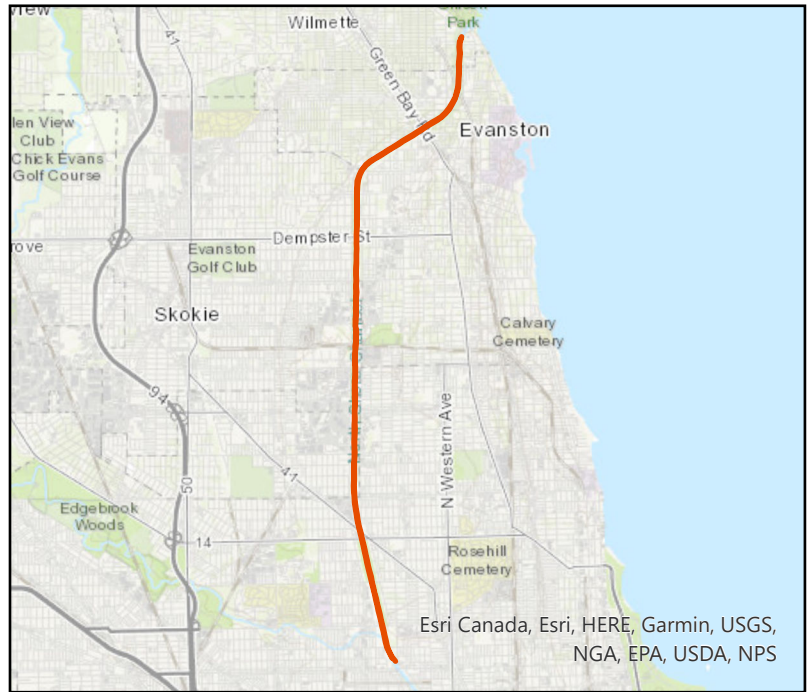 Wilmette
Park
41
Green Bay Rd
Evanston
len View
Club
Chick Evans
Golf Course
Dempster St
rove
Evanston
Golf Club
Skokie
Calvary
Cemetery
94
N Western Ave
50
41
Edgebrook
Woods
14
Rosehill
Cemetery
Esri Canada, Esri, HERE, Garmin, USGS,
NGA, EPA, USDA, NPS